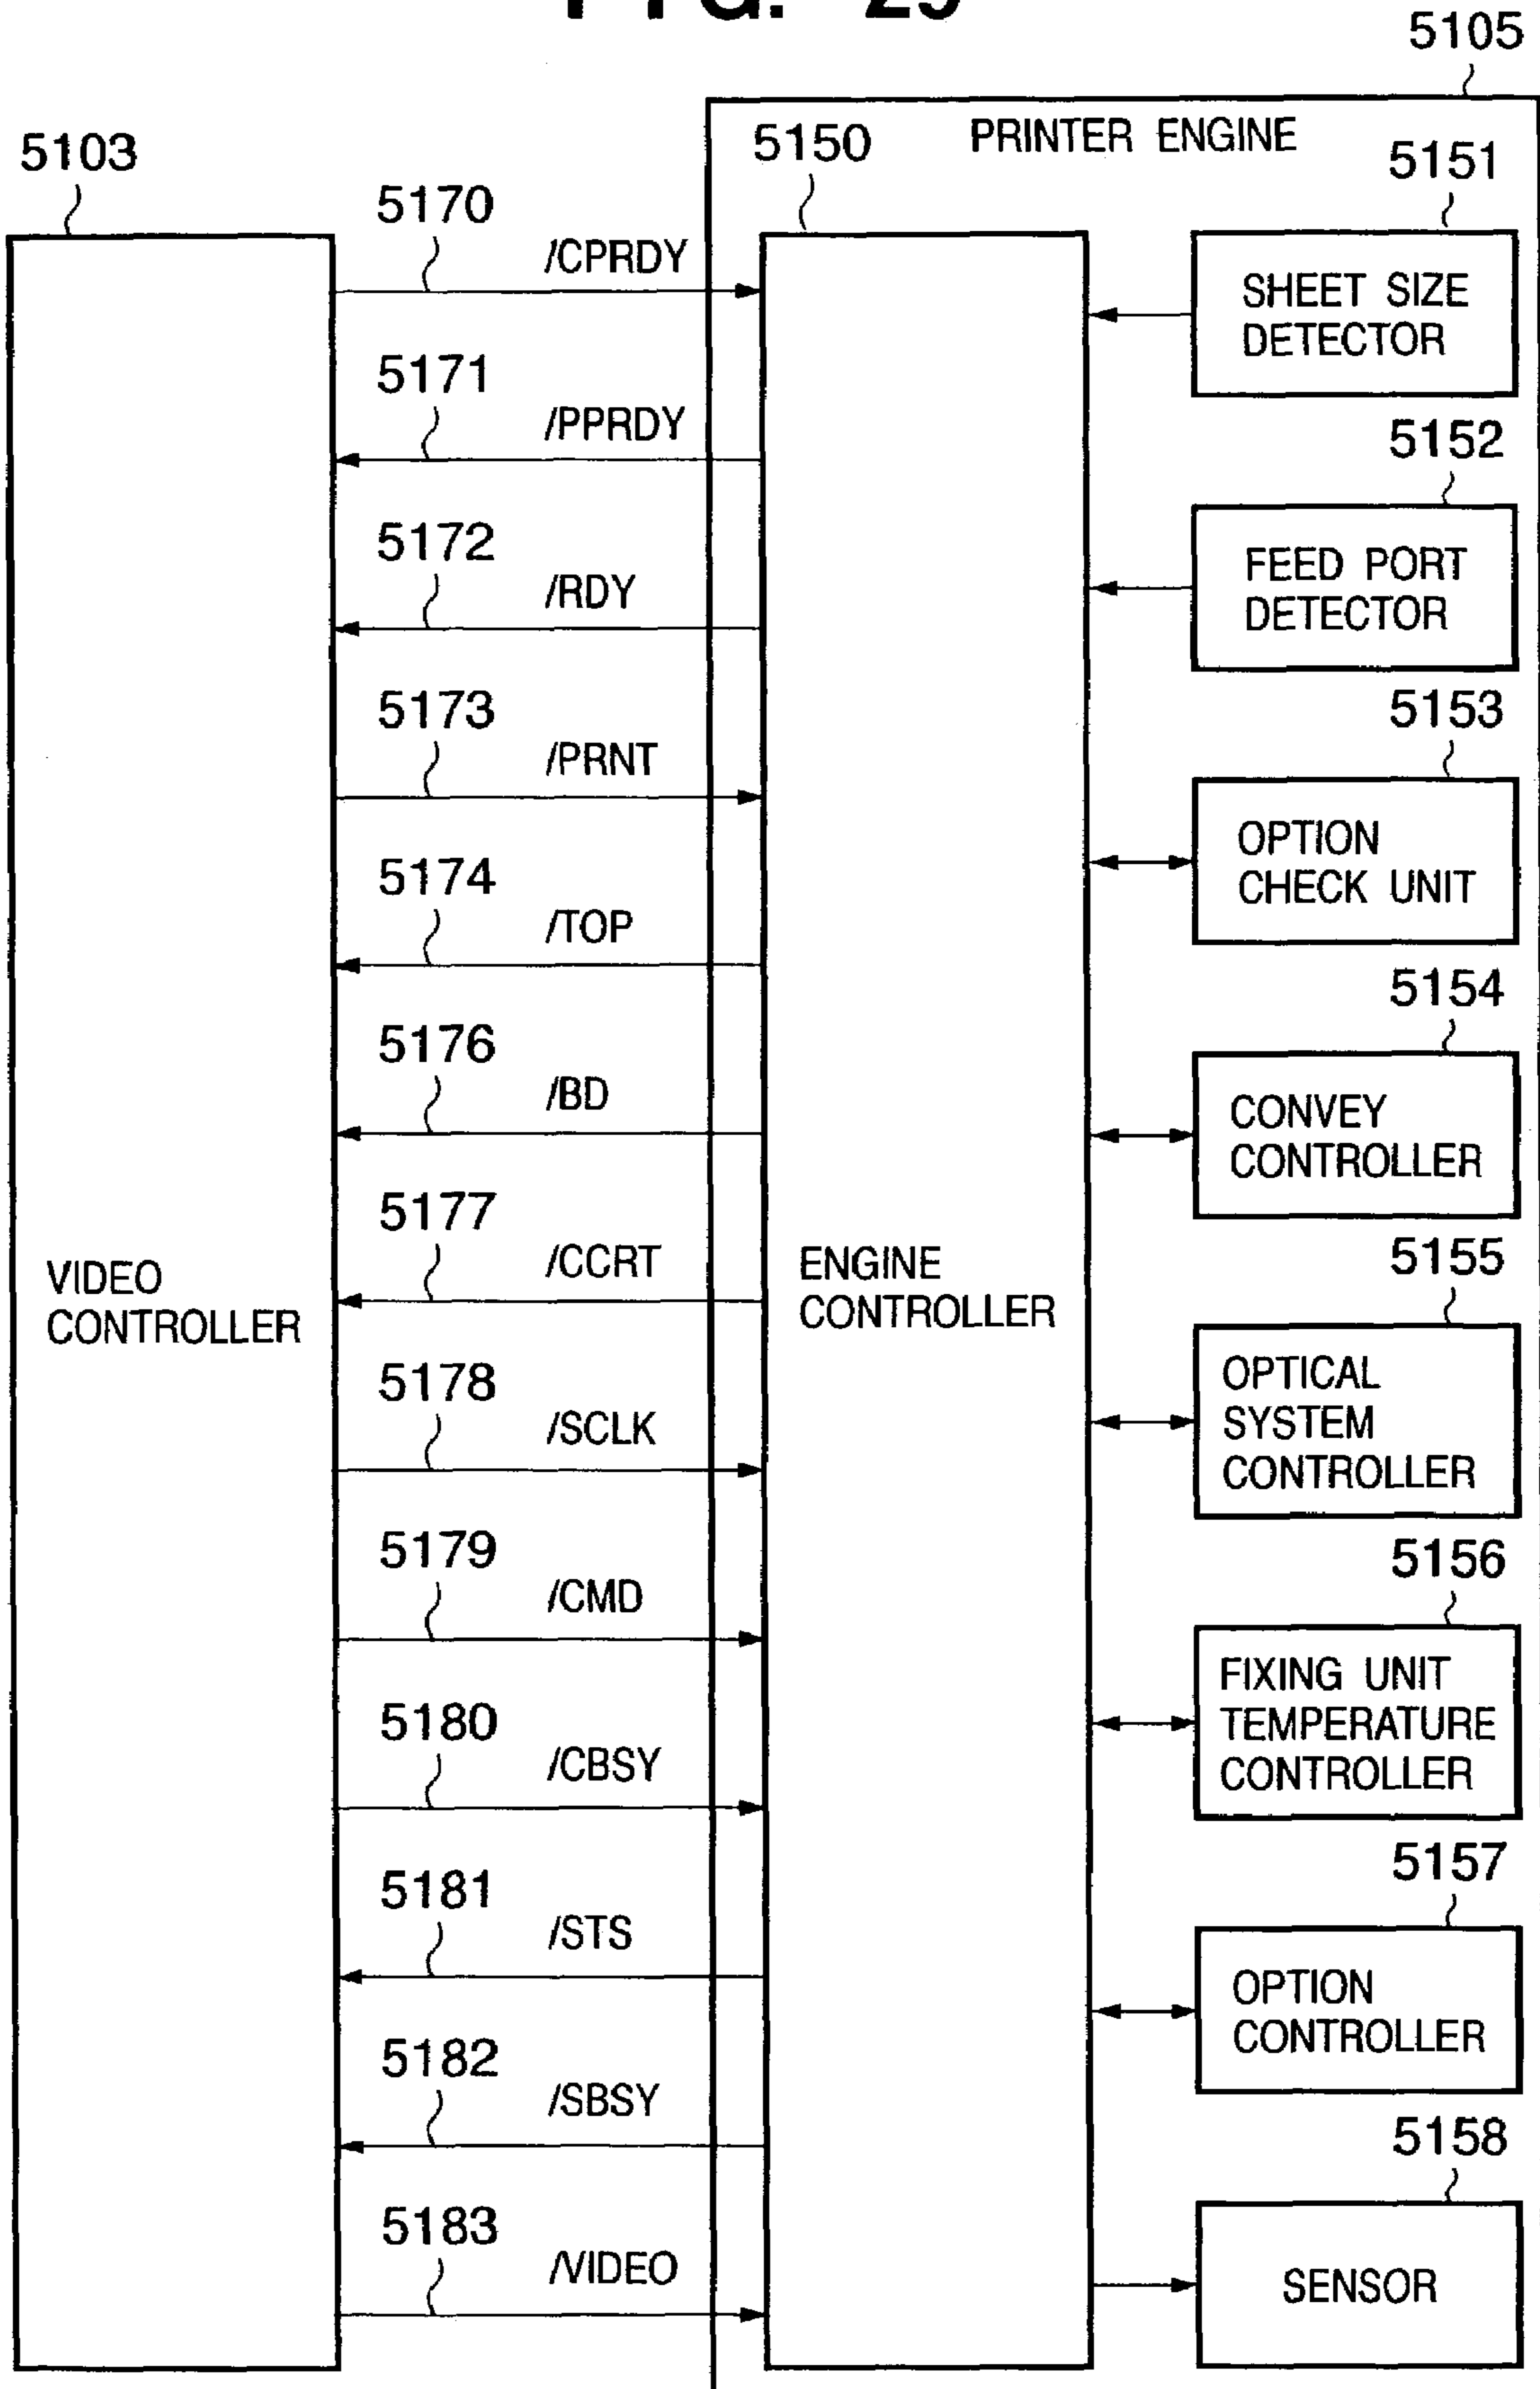 FIG. 29
5105
PRINTER ENGINE
5103
5150
5151
5170
/CPRDY
SHEET SIZE
DETECTOR
5171
/PPRDY
5152
5172
/RDY
FEED PORT
DETECTOR
5173
/PRNT
5153
OPTION
CHECK UNIT
5174
/TOP
5154
5176
/BD
CONVEY
CONTROLLER
5177
/CCRT
VIDEO
CONTROLLER
ENGINE
CONTROLLER
5155
5178
/SCLK
OPTICAL
SYSTEM
CONTROLLER
5179
/CMD
5156
5180
/CBSY
FIXING UNIT
TEMPERATURE
CONTROLLER
5181
/STS
5157
OPTION
CONTROLLER
5182
/SBSY
5158
5183
/VIDEO
SENSOR